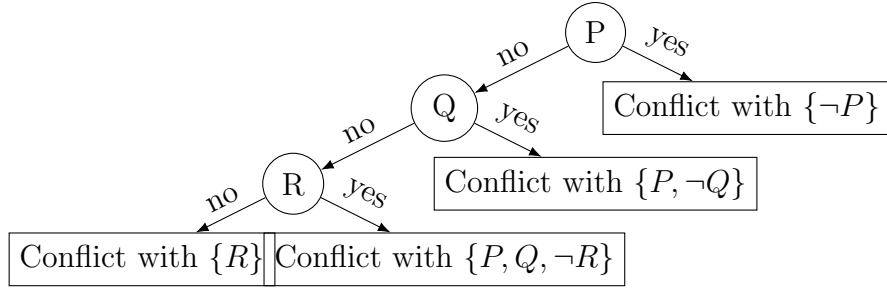 P
no
yes
Q
Conflict with {¬P}
no
yes
R
Conflict with {P, ¬Q}
no
yes
Conflict with {R}
Conflict with {P, Q, ¬R}